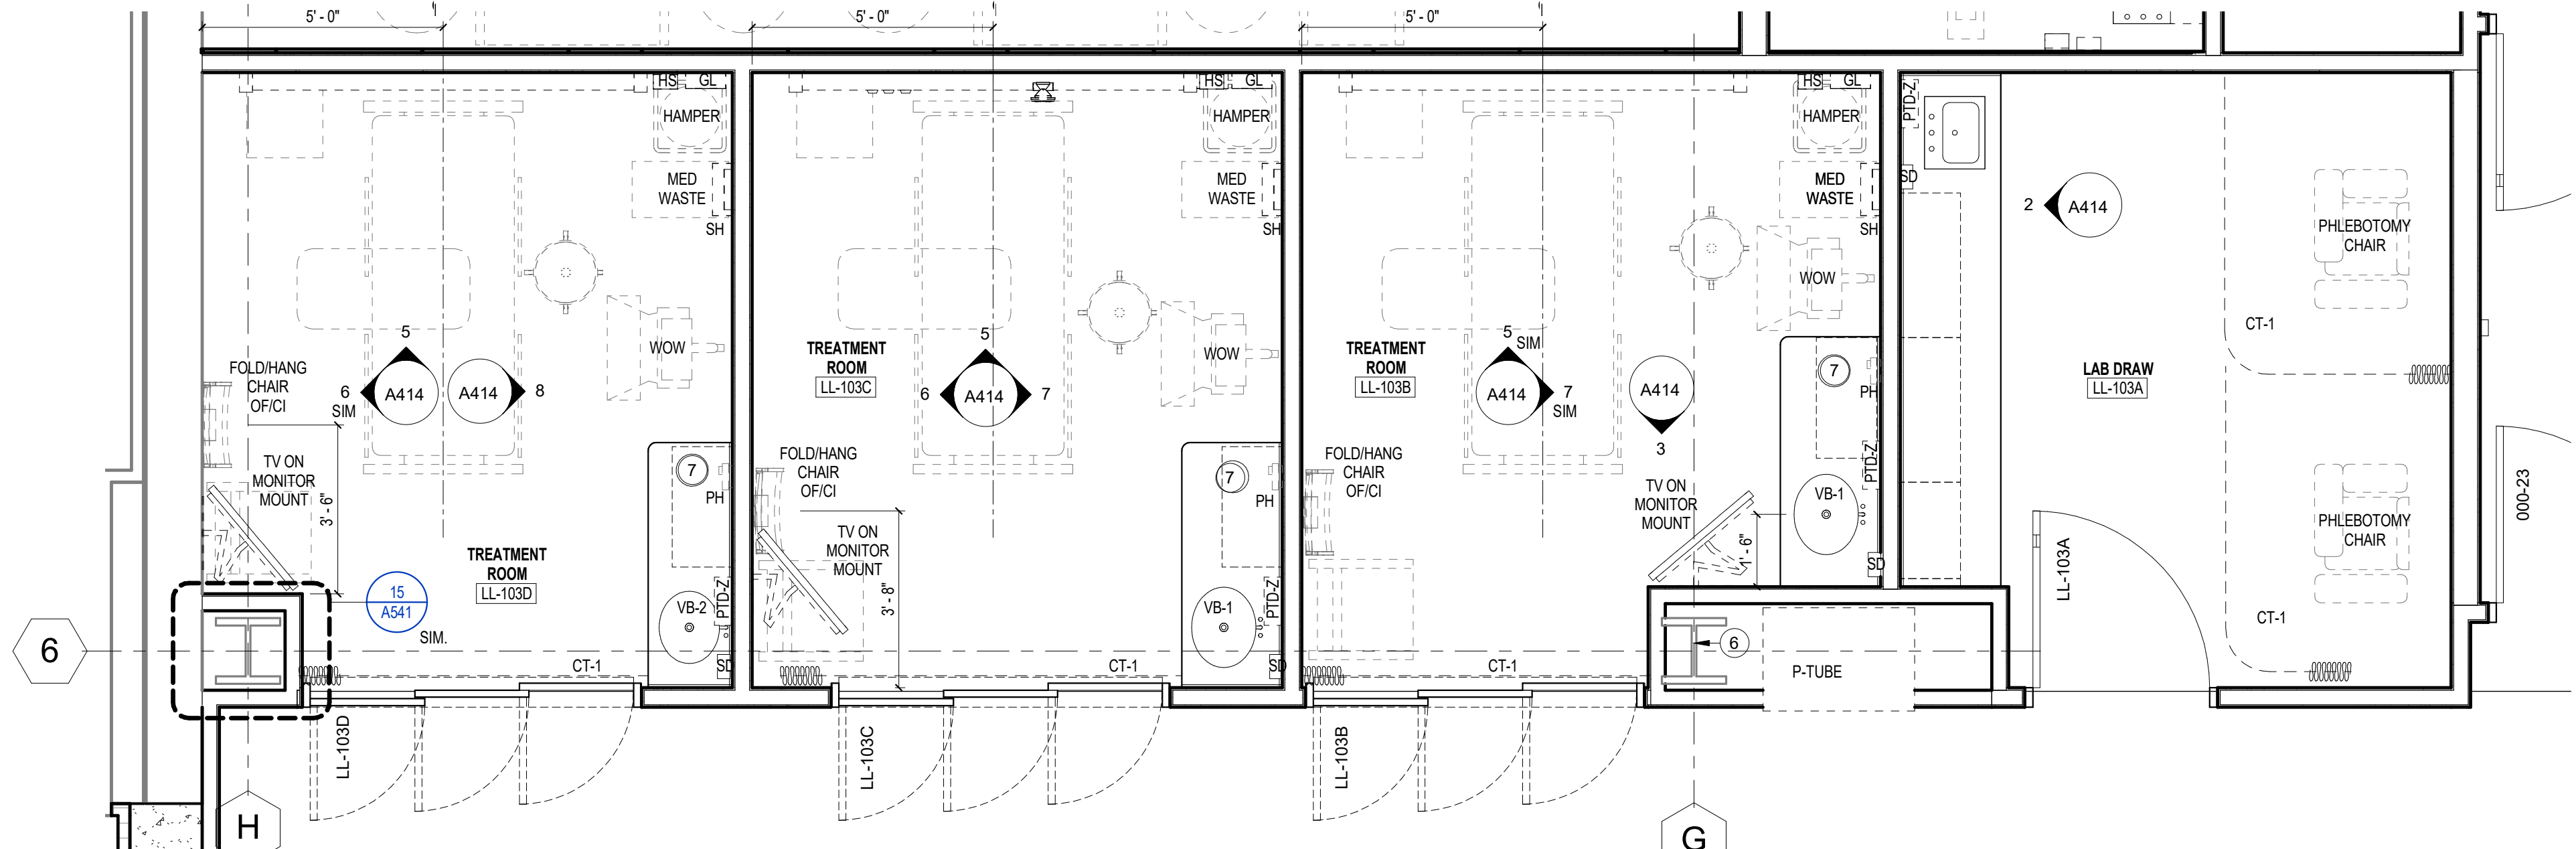 5' - 0"
5' - 0"
5' - 0"
HS GL
HAMPER
MED
WASTE
SH
WOW
5
6
SIM
A414
A414
8
FOLD/HANG
CHAIR
OF/CI
TV ON
MONITOR
MOUNT
3' - 6"
7
PH
TREATMENT
ROOM
LL-103D
15
A541
SIM.
VB-2
PTD-Z
SD
CT-1
LL-103D
HS GL
HAMPER
MED
WASTE
SH
WOW
TREATMENT
ROOM
LL-103C
5
6
A414
7
FOLD/HANG
CHAIR
OF/CI
TV ON
MONITOR
MOUNT
3' - 8"
7
PH
VB-1
PTD-Z
SD
CT-1
LL-103C
HS GL
HAMPER
MED
WASTE
SH
WOW
TREATMENT
ROOM
LL-103B
5
SIM
A414
7
SIM
A414
3
7
PH
FOLD/HANG
CHAIR
OF/CI
TV ON
MONITOR
MOUNT
1' - 6"
VB-1
PTD-Z
SD
CT-1
6
P-TUBE
LL-103B
PTD-Z
SD
2
A414
PHLEBOTOMY
CHAIR
CT-1
LAB DRAW
LL-103A
PHLEBOTOMY
CHAIR
CT-1
LL-103A
000-23
6
H
G